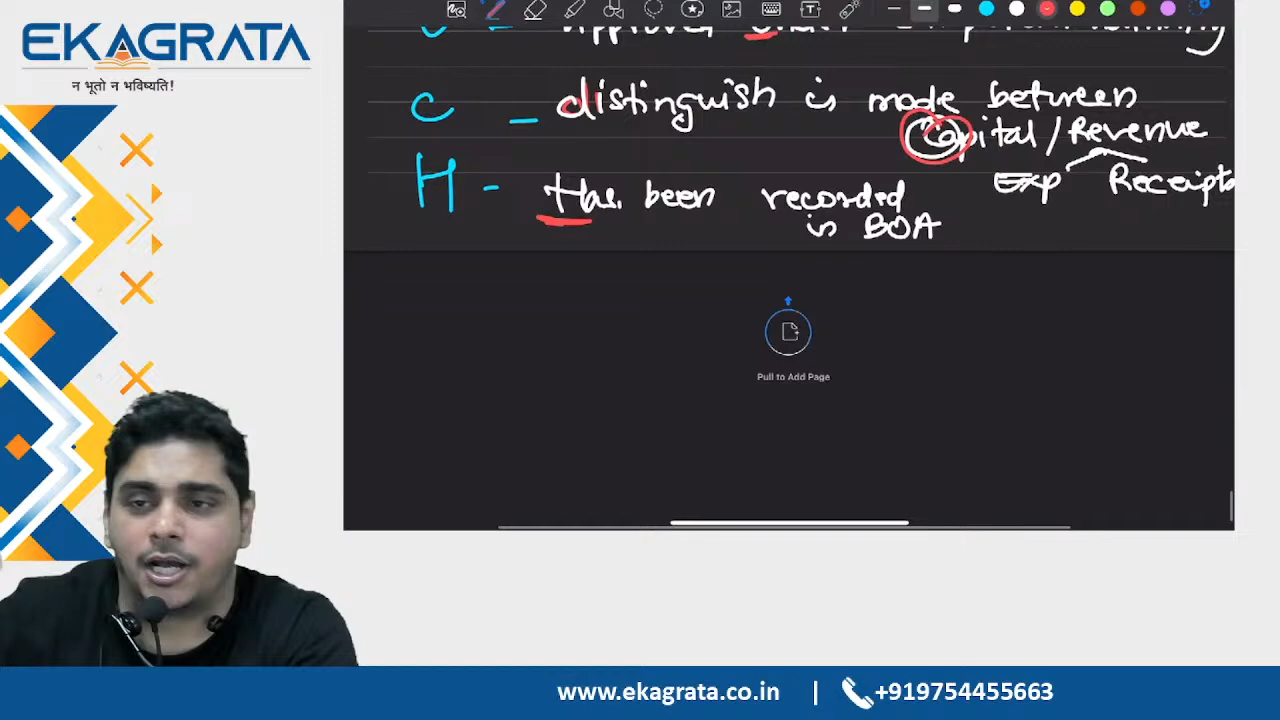 EKAGRATA
न भूतो न भविष्यति!
C - distinguish is made between
Capital / Revenue
Exp Receipts
H - Has been recorded
in BOA
Pull to Add Page
www.ekagrata.co.in | +919754455663